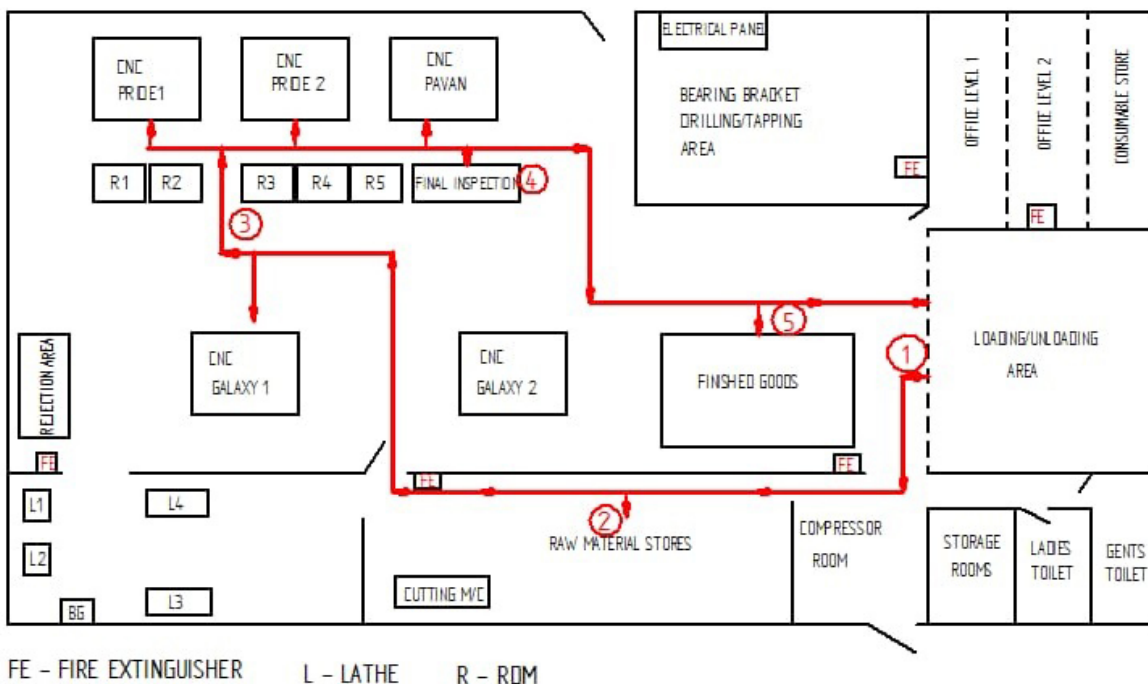 ELECTRICAL PANEL
CNC
PRIDE1
CNC
PRIDE 2
CNC
PAVAN
BEARING BRACKET
DRILLING/TAPPING
AREA
OFFICE LEVEL 1
OFFICE LEVEL 2
CONSUMABLE STORE
FE
R1
R2
R3
R4
R5
FINAL INSPECTION
4
3
FE
5
1
LOADING/UNLOADING
AREA
REJECTION AREA
CNC
GALAXY 1
CNC
GALAXY 2
FINISHED GOODS
FE
FE
FE
L1
L4
2
RAW MATERIAL STORES
COMPRESSOR
ROOM
STORAGE
ROOMS
LADIES
TOILET
GENTS
TOILET
L2
L3
BG
CUTTING M/C
FE - FIRE EXTINGUISHER
L - LATHE
R - RDM